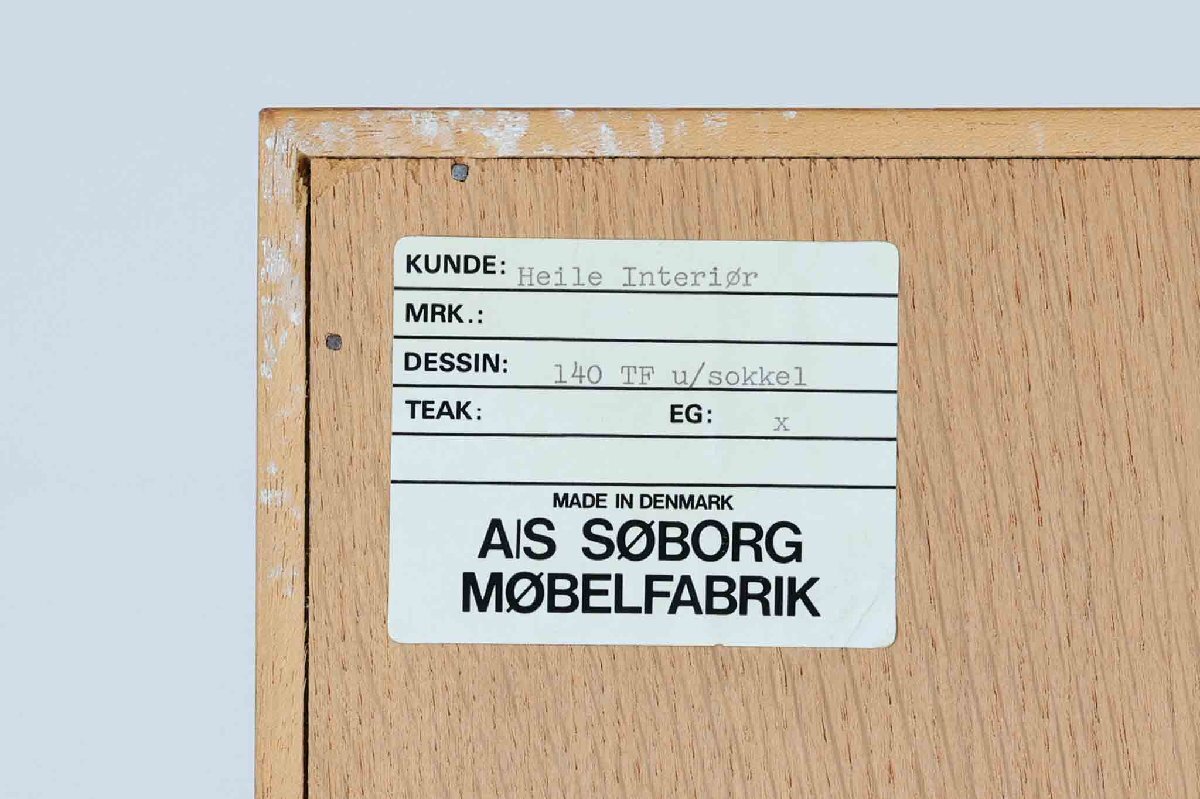 KUNDE: Heile Interiør
MRK.:
DESSIN: 140 TF u/sokkel
TEAK: EG: x
MADE IN DENMARK
A/S SØBORG
MØBELFABRIK